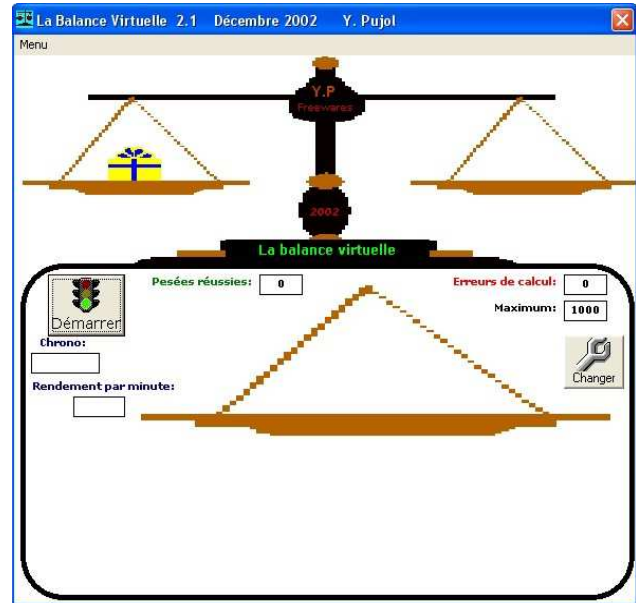 La Balance Virtuelle 2.1 Décembre 2002 Y. Pujol
Menu
Y.P
Freewares
2002
La balance virtuelle
Démarrer
Pesées réussies: 0
Erreurs de calcul: 0
Maximum: 1000
Chrono:
Changer
Rendement par minute: